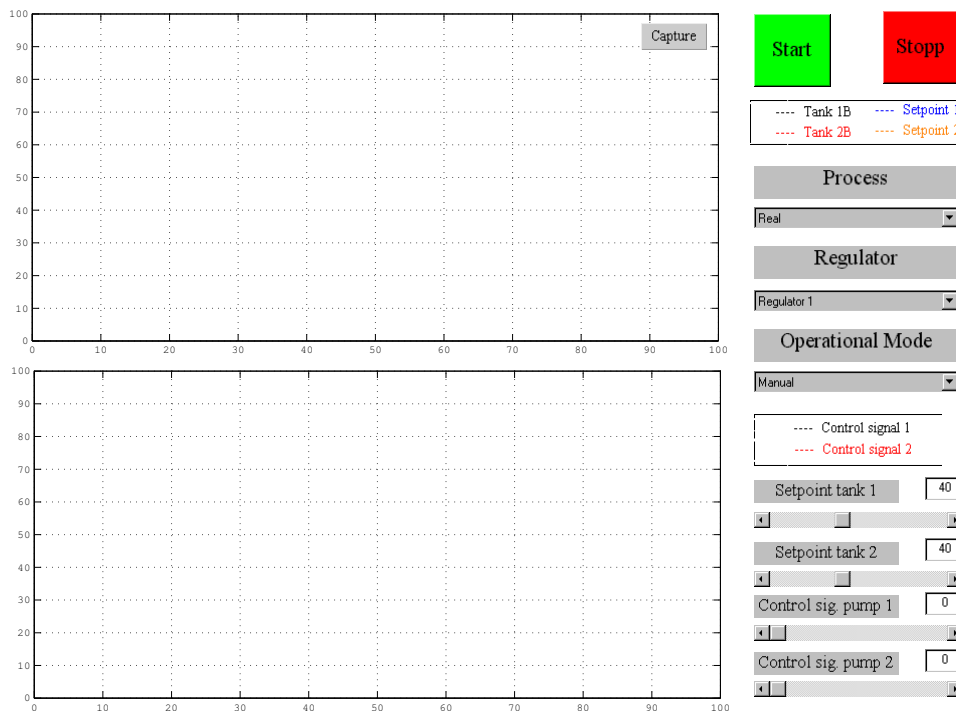 100
90
80
70
60
50
40
30
20
10
0
0 10 20 30 40 50 60 70 80 90 100
Capture
100
90
80
70
60
50
40
30
20
10
0
0 10 20 30 40 50 60 70 80 90 100
Start
Stopp
---- Tank 1B ---- Setpoint 1
---- Tank 2B ---- Setpoint 2
Process
Real
Regulator
Regulator 1
Operational Mode
Manual
---- Control signal 1
---- Control signal 2
Setpoint tank 1 40
Setpoint tank 2 40
Control sig. pump 1 0
Control sig. pump 2 0